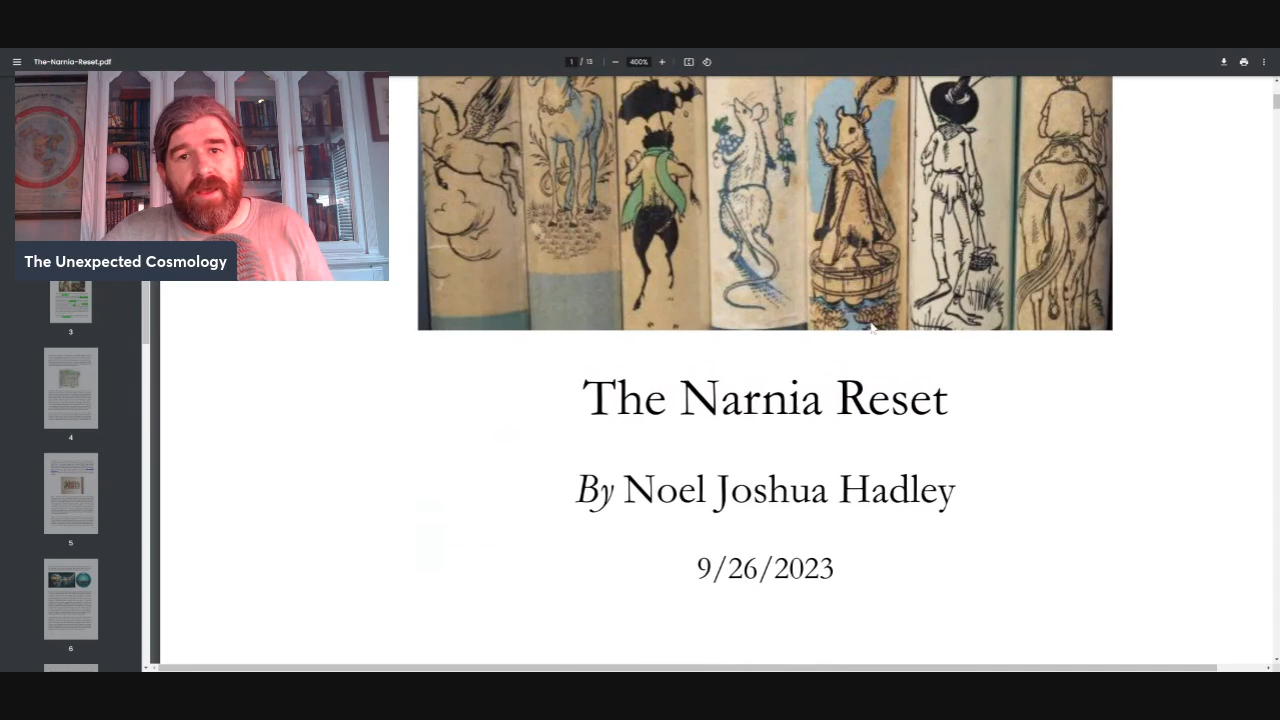 The-Narnia-Reset.pdf
1 / 13
400%
The Unexpected Cosmology
3
4
5
6
The Narnia Reset
By Noel Joshua Hadley
9/26/2023